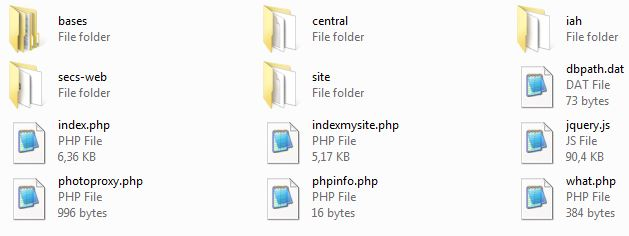 bases
File folder
central
File folder
iah
File folder
secs-web
File folder
site
File folder
dbpath.dat
DAT File
73 bytes
index.php
PHP File
6,36 KB
indexmysite.php
PHP File
5,17 KB
jquery.js
JS File
90,4 KB
photoproxy.php
PHP File
996 bytes
phpinfo.php
PHP File
16 bytes
what.php
PHP File
384 bytes